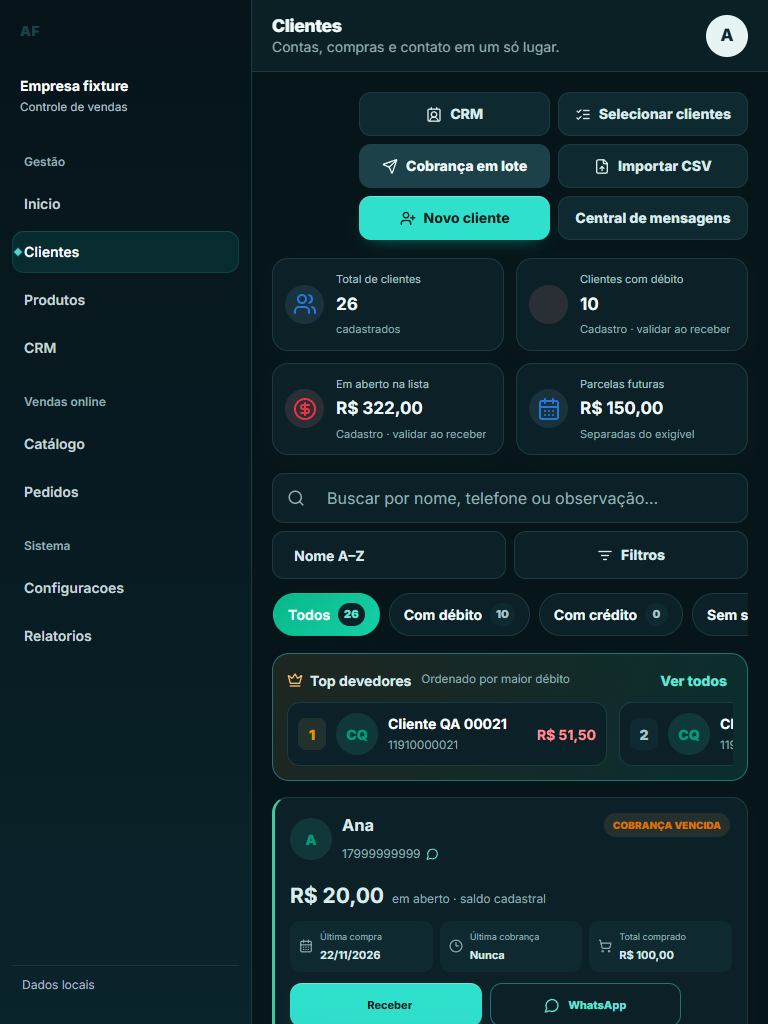 AF
Empresa fixture
Controle de vendas
Gestão
Inicio
Clientes
Produtos
CRM
Vendas online
Catálogo
Pedidos
Sistema
Configuracoes
Relatorios
Dados locais
Clientes
Contas, compras e contato em um só lugar.
A
CRM
Selecionar clientes
Cobrança em lote
Importar CSV
Novo cliente
Central de mensagens
Total de clientes
26
cadastrados
Clientes com débito
10
Cadastro · validar ao receber
Em aberto na lista
R$ 322,00
Cadastro · validar ao receber
Parcelas futuras
R$ 150,00
Separadas do exigível
Buscar por nome, telefone ou observação...
Nome A–Z
Filtros
Todos 26
Com débito 10
Com crédito 0
Sem s
Top devedores Ordenado por maior débito
Ver todos
1
CQ
Cliente QA 00021
11910000021
R$ 51,50
2
CQ
Cl
119
A
Ana
17999999999
COBRANÇA VENCIDA
R$ 20,00 em aberto · saldo cadastral
Última compra
22/11/2026
Última cobrança
Nunca
Total comprado
R$ 100,00
Receber
WhatsApp